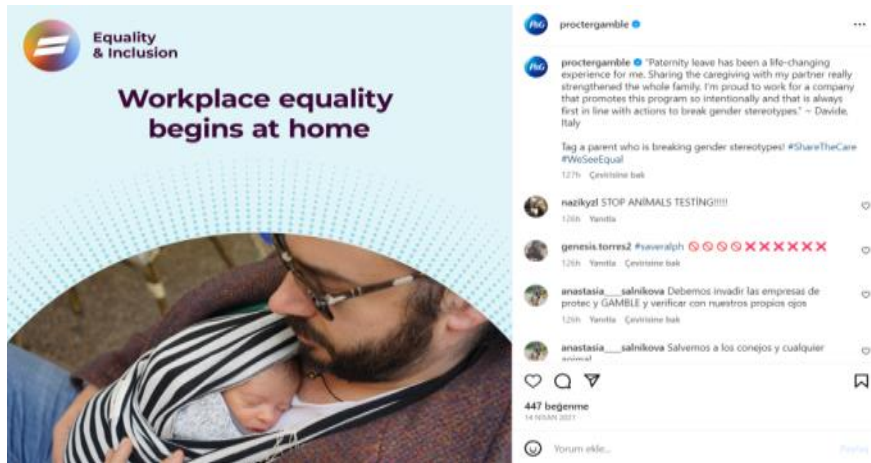 Equality
& Inclusion
Workplace equality
begins at home
P&G
proctergamble
P&G
proctergamble "Paternity leave has been a life-changing
experience for me. Sharing the caregiving with my partner really
strengthened the whole family. I'm proud to work for a company
that promotes this program so intentionally and that is always
first in line with actions to break gender stereotypes." ~ Davide,
Italy
Tag a parent who is breaking gender stereotypes! #ShareTheCare
#WeSeeEqual
127h Çevirisine bak
nazikyzl STOP ANİMALS TESTİNG!!!!!
126h Yanıtla
genesis.torres2 #saveralph 🚫🚫🚫🚫❌❌❌❌❌❌
126h Yanıtla Çevirisine bak
anastasia___salnikova Debemos invadir las empresas de
protec y GAMBLE y verificar con nuestros propios ojos
126h Yanıtla Çevirisine bak
anastasia___salnikova Salvemos a los conejos y cualquier
animal
447 beğenme
14 NİSAN 2021
Yorum ekle...
Paylaş